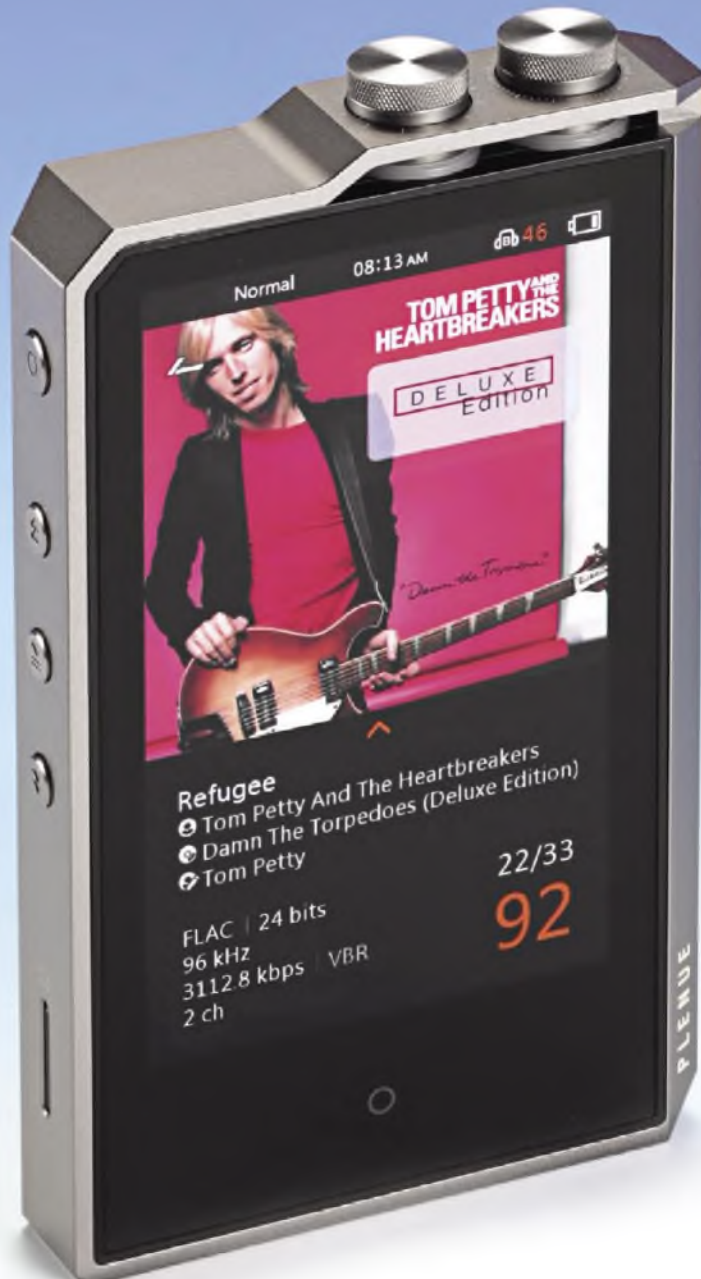 Normal
08:13 AM
46
TOM PETTY AND THE
HEARTBREAKERS
DELUXE
Edition
"Damn the Torpedoes"
Refugee
Tom Petty And The Heartbreakers
Damn The Torpedoes (Deluxe Edition)
Tom Petty
22/33
92
FLAC | 24 bits
96 kHz
3112.8 kbps | VBR
2 ch
PLENUE